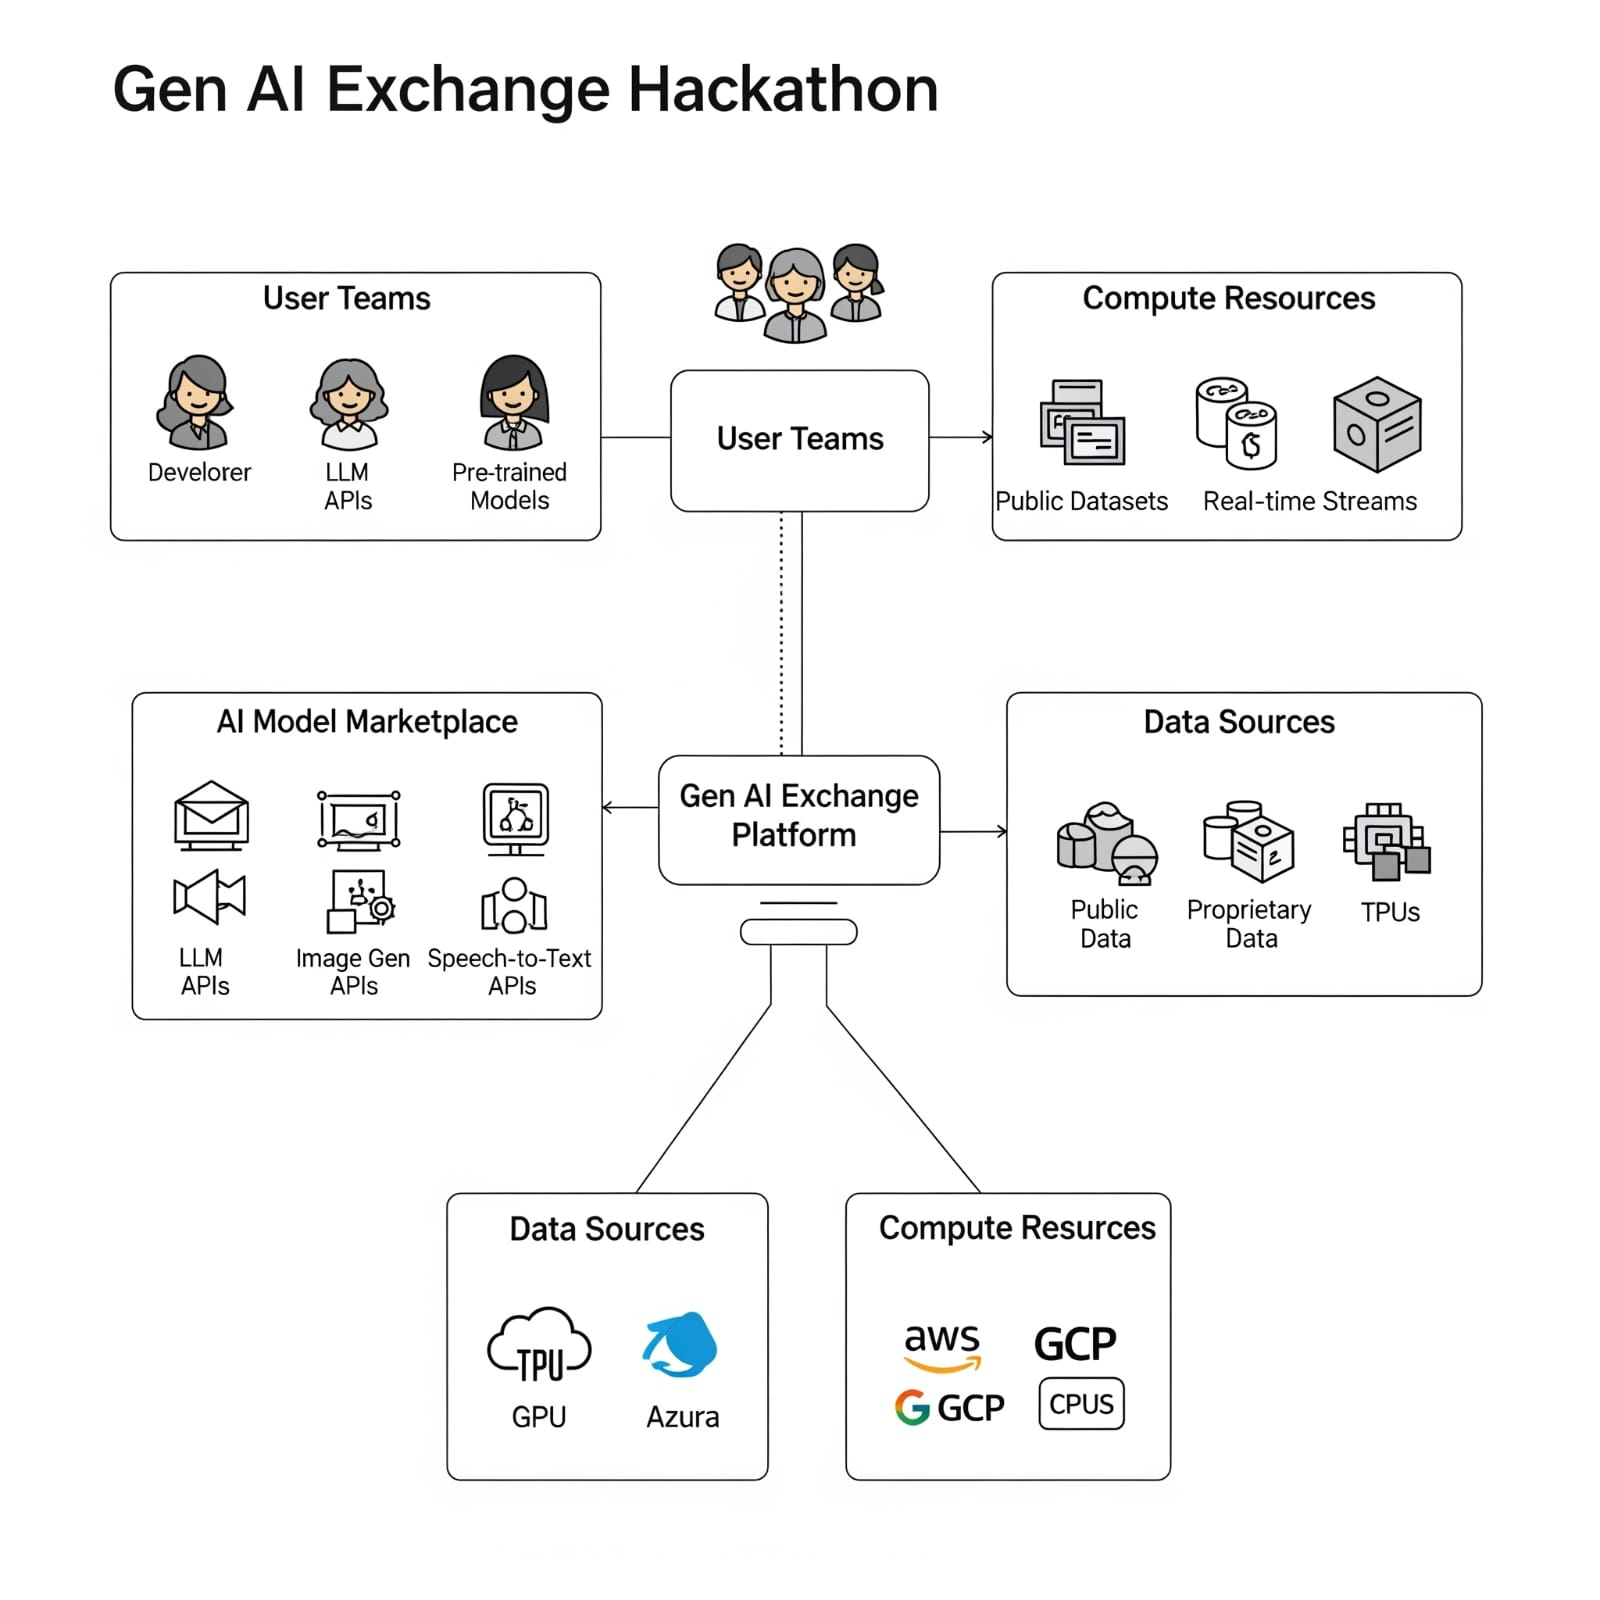 Gen AI Exchange Hackathon
User Teams
Develorer
LLM
APIs
Pre-trained
Models
User Teams
Compute Resources
Public Datasets
Real-time Streams
AI Model Marketplace
LLM
APIs
Image Gen
APIs
Speech-to-Text
APIs
Gen AI Exchange
Platform
Data Sources
Public
Data
Proprietary
Data
TPUs
Data Sources
TPU
GPU
Azura
Compute Resurces
aws
GCP
G GCP
CPUS